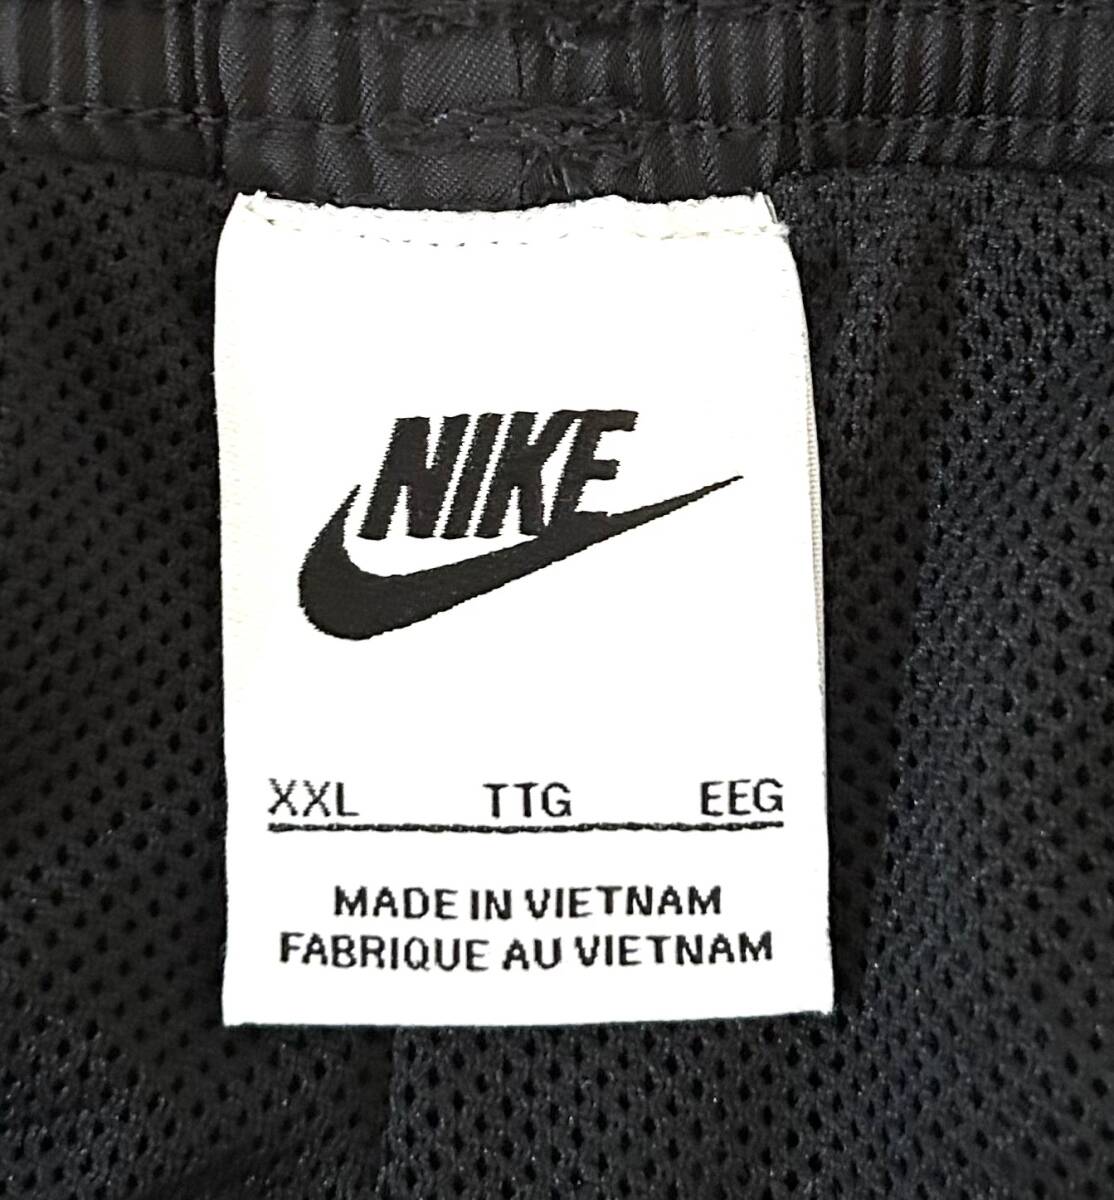 NIKE
XXL TTG EEG
MADE IN VIETNAM
FABRIQUE AU VIETNAM